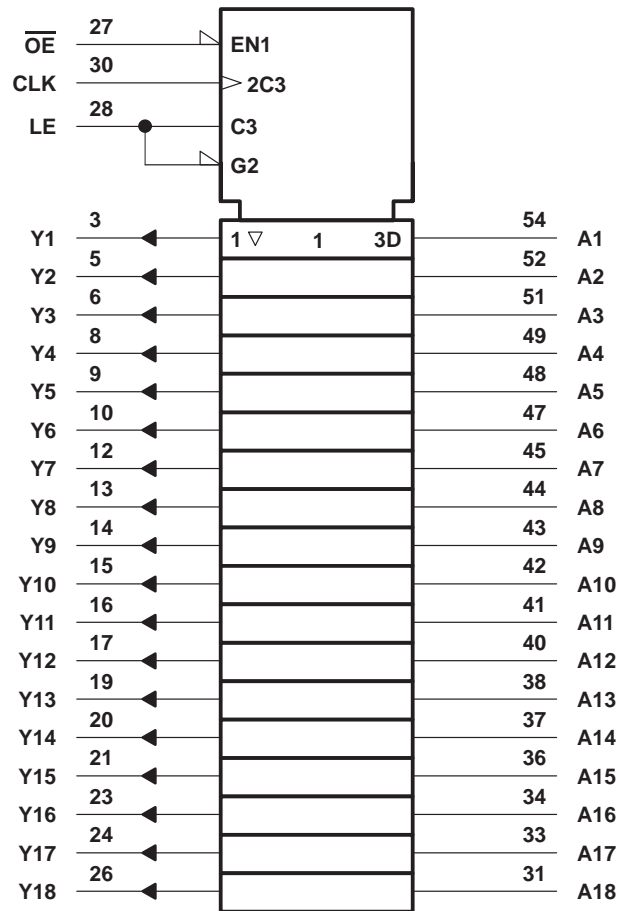 OE 27 EN1
CLK 30 2C3
LE 28 C3
G2
Y1 3 1 ▽ 1 3D 54 A1
Y2 5 52 A2
Y3 6 51 A3
Y4 8 49 A4
Y5 9 48 A5
Y6 10 47 A6
Y7 12 45 A7
Y8 13 44 A8
Y9 14 43 A9
Y10 15 42 A10
Y11 16 41 A11
Y12 17 40 A12
Y13 19 38 A13
Y14 20 37 A14
Y15 21 36 A15
Y16 23 34 A16
Y17 24 33 A17
Y18 26 31 A18